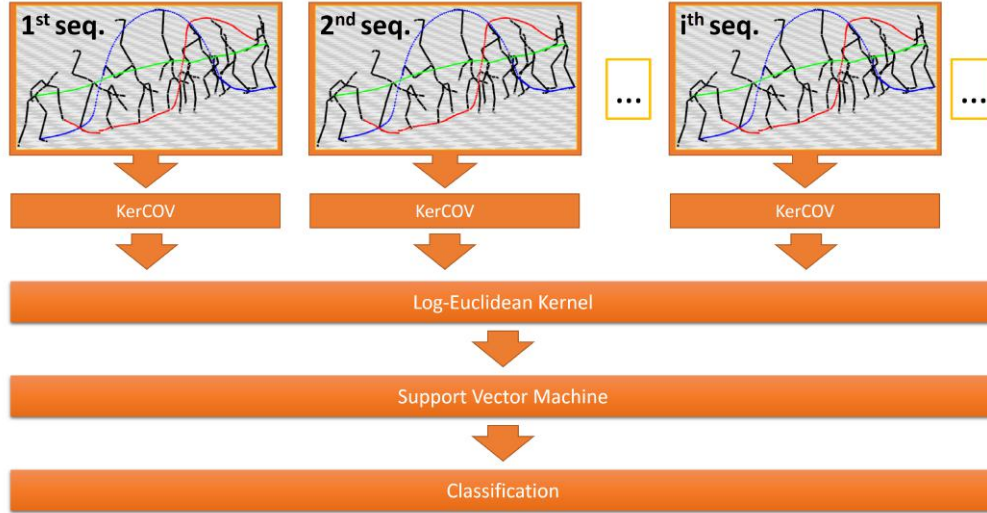 1st seq.
2nd seq.
ith seq.
...
...
KerCOV
KerCOV
KerCOV
Log-Euclidean Kernel
Support Vector Machine
Classification